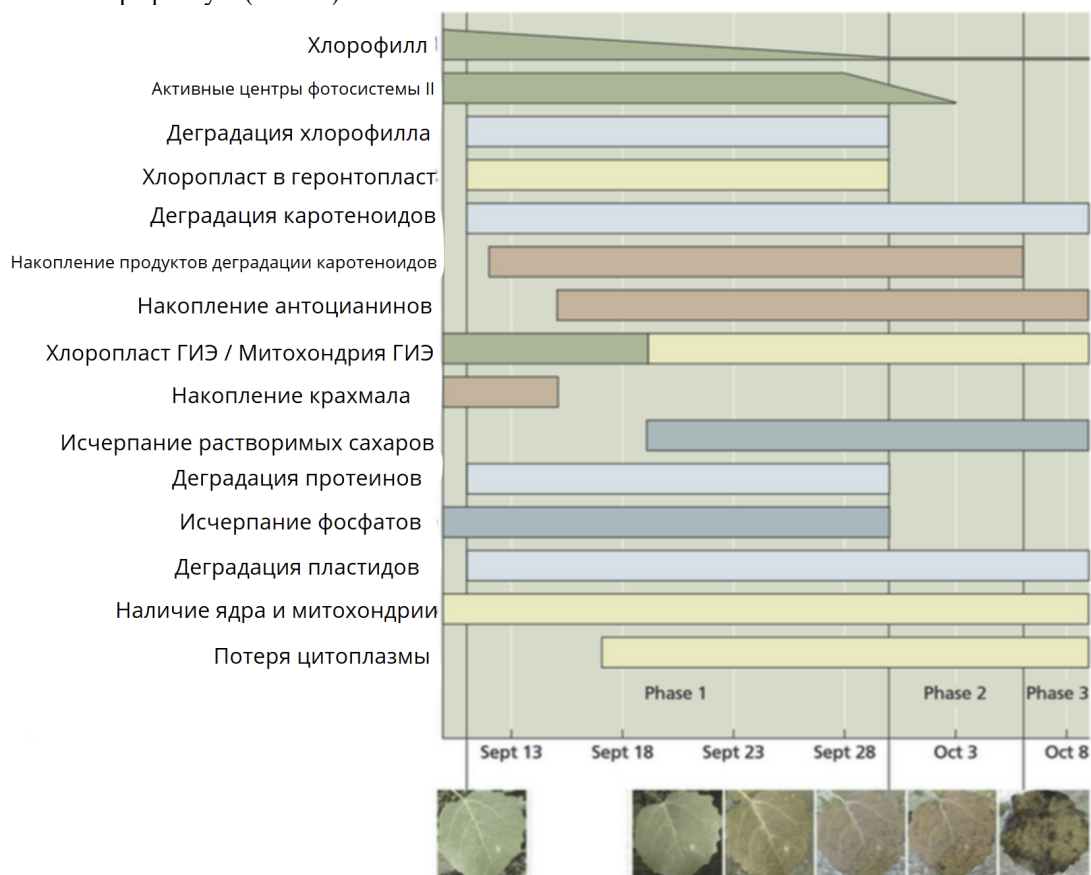 Хлорофилл
Активные центры фотосистемы II
Деградация хлорофилла
Хлоропласт в геронтопласт
Деградация каротеноидов
Накопление продуктов деградации каротеноидов
Накопление антоцианинов
Хлоропласт ГИЭ / Митохондрия ГИЭ
Накопление крахмала
Исчерпание растворимых сахаров
Деградация протеинов
Исчерпание фосфатов
Деградация пластидов
Наличие ядра и митохондрии
Потеря цитоплазмы
Phase 1 Phase 2 Phase 3
Sept 13 Sept 18 Sept 23 Sept 28 Oct 3 Oct 8